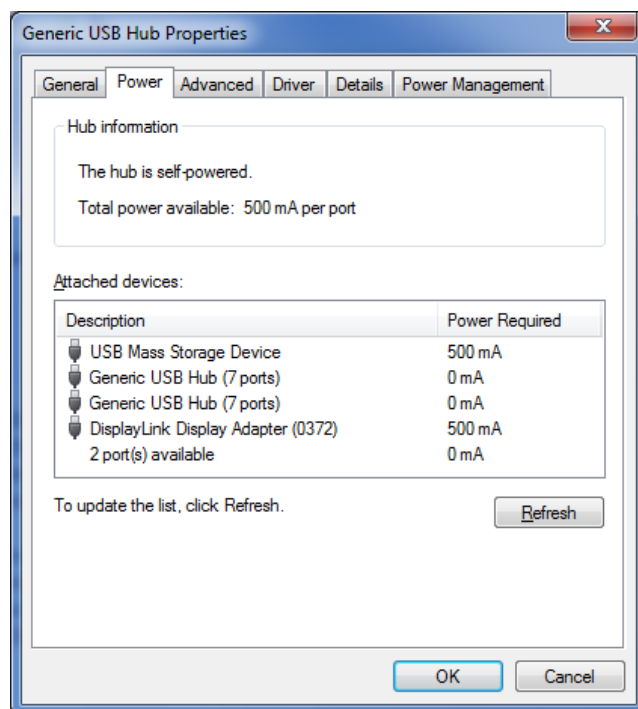 Generic USB Hub Properties
General Power Advanced Driver Details Power Management
Hub information
The hub is self-powered.
Total power available: 500 mA per port
Attached devices:
Description Power Required
USB Mass Storage Device 500 mA
Generic USB Hub (7 ports) 0 mA
Generic USB Hub (7 ports) 0 mA
DisplayLink Display Adapter (0372) 500 mA
2 port(s) available 0 mA
To update the list, click Refresh.
Refresh
OK Cancel